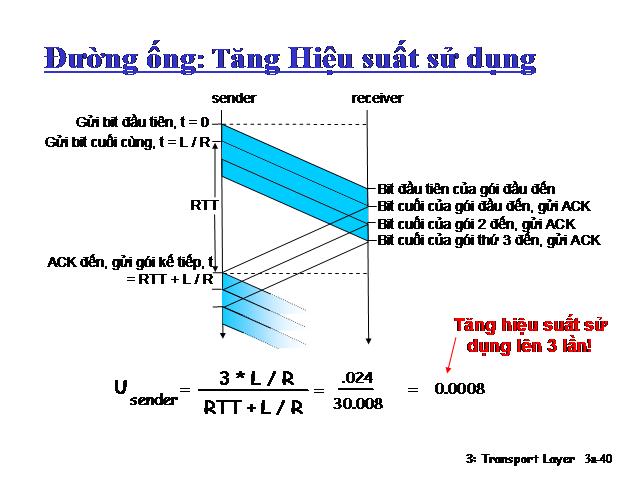 Đường ống: Tăng Hiệu suất sử dụng
sender
receiver
Gửi bit đầu tiên, t = 0
Gửi bit cuối cùng, t = L / R
RTT
Bit đầu tiên của gói đầu đến
Bit cuối của gói đầu đến, gửi ACK
Bit cuối của gói 2 đến, gửi ACK
Bit cuối của gói thứ 3 đến, gửi ACK
ACK đến, gửi gói kế tiếp, t
= RTT + L / R
Tăng hiệu suất sử
dụng lên 3 lần!
U sender = 3 * L / R / RTT + L / R = .024 / 30.008 = 0.0008
3: Transport Layer 3a-40